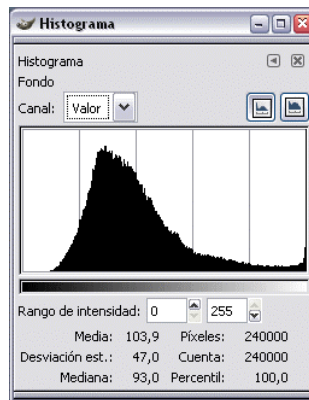 Histograma
Histograma
Fondo
Canal: Valor
Rango de intensidad: 0 255
Media: 103,9 Píxeles: 240000
Desviación est.: 47,0 Cuenta: 240000
Mediana: 93,0 Percentil: 100,0